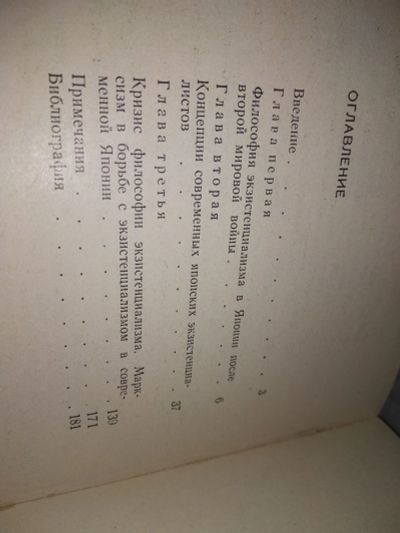 ОГЛАВЛЕНИЕ
Введение . . . . . . . . . . 3
Глава первая
Философия экзистенциализма в Японии после
второй мировой войны . . . . . . 6
Глава вторая
Концепции современных японских экзистенциа-
листов . . . . . . . . . . 37
Глава третья
Кризис философии экзистенциализма. Марк-
сизм в борьбе с экзистенциализмом в совре-
менной Японии . . . . . . . . 139
Примечания . . . . . . . . . 171
Библиография . . . . . . . . 181